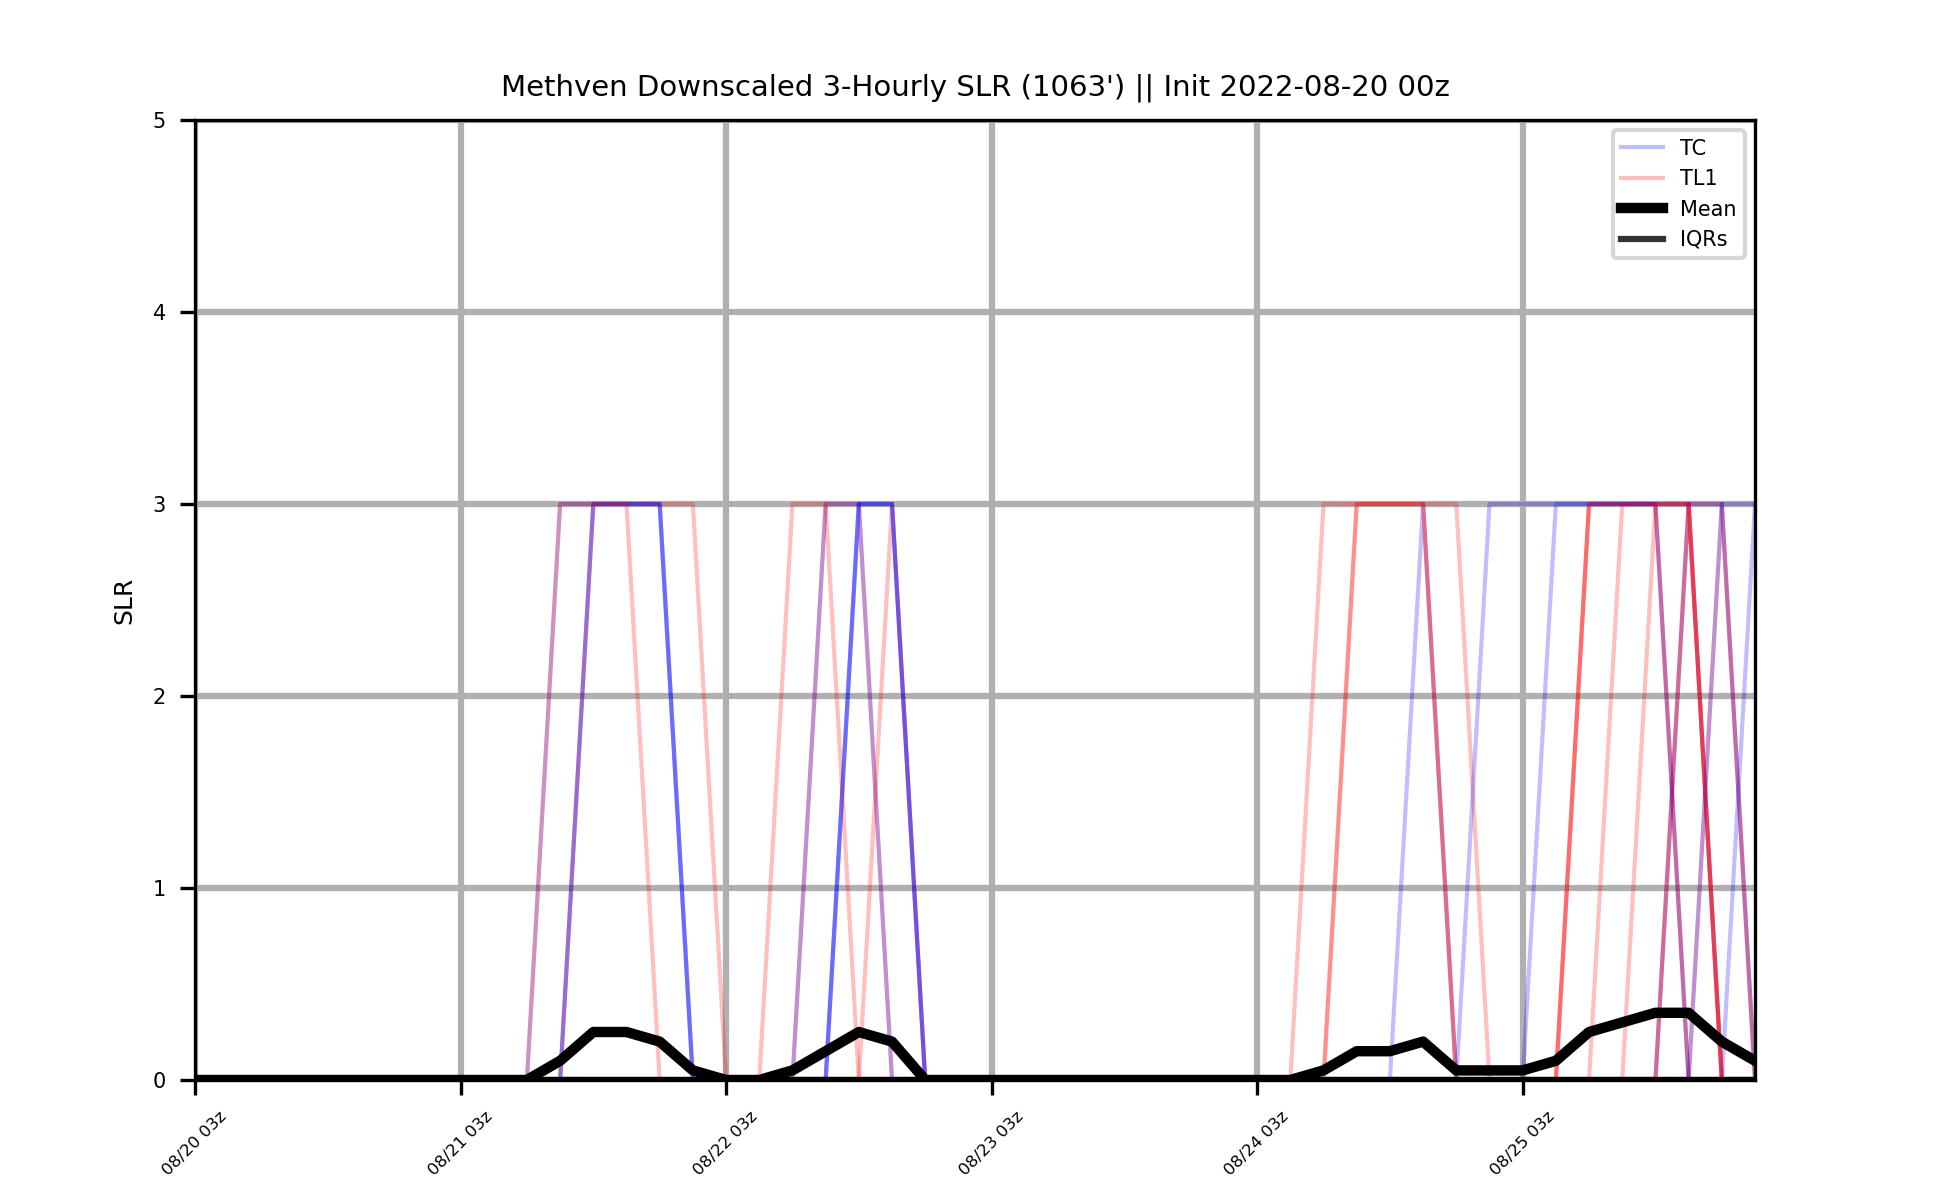 Methven Downscaled 3-Hourly SLR (1063') || Init 2022-08-20 00z
5
4
3
2
1
0
SLR
TC
TL1
Mean
IQRs
08/20 03z
08/21 03z
08/22 03z
08/23 03z
08/24 03z
08/25 03z